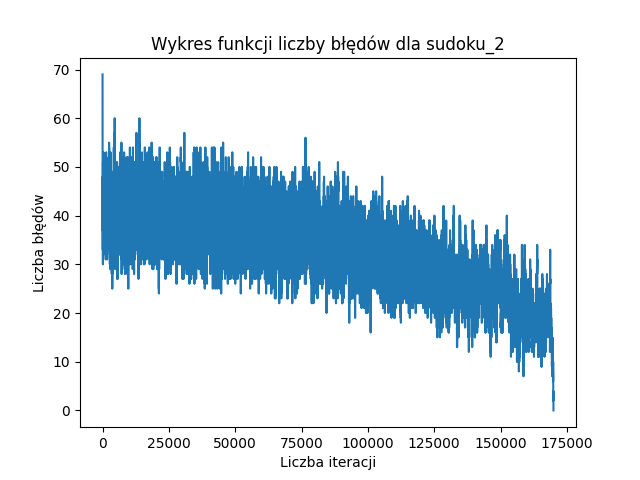 Wykres funkcji liczby błędów dla sudoku_2
70
60
50
40
30
20
10
0
Liczba błędów
0 25000 50000 75000 100000 125000 150000 175000
Liczba iteracji